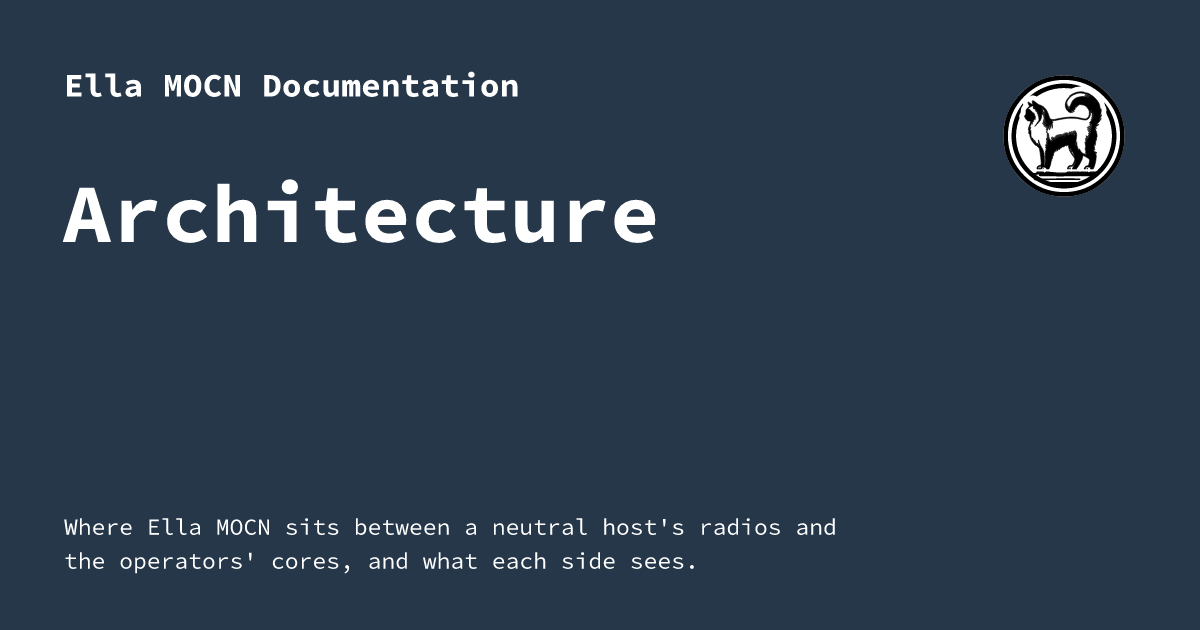 Ella MOCN Documentation
Architecture
Where Ella MOCN sits between a neutral host's radios and
the operators' cores, and what each side sees.